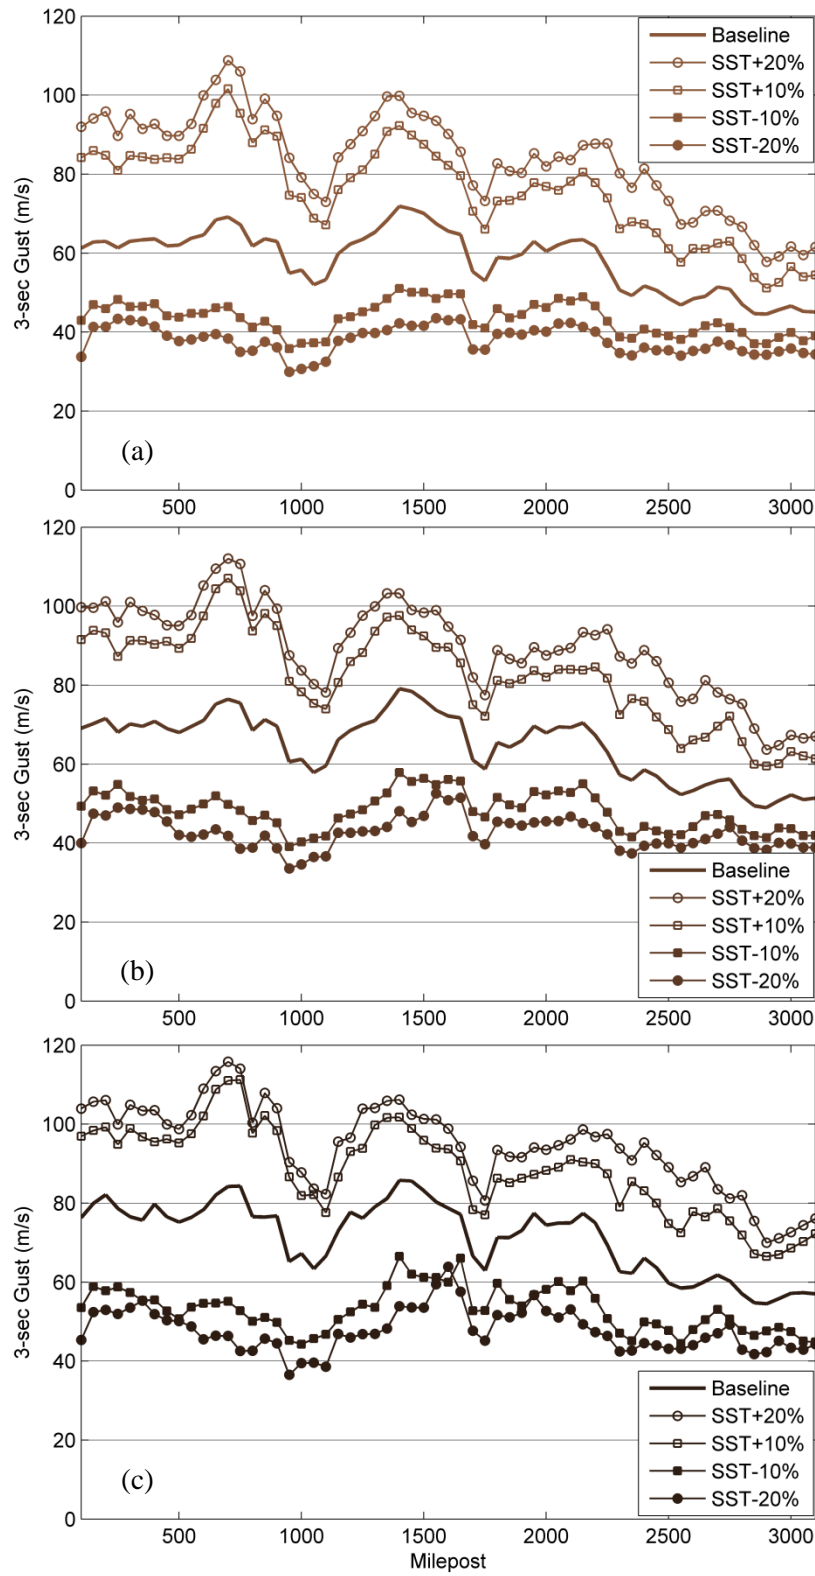 120
100
80
60
40
20
0
3-sec Gust (m/s)
Baseline
SST+20%
SST+10%
SST-10%
SST-20%
(a)
500 1000 1500 2000 2500 3000
120
100
80
60
40
20
0
3-sec Gust (m/s)
Baseline
SST+20%
SST+10%
SST-10%
SST-20%
(b)
500 1000 1500 2000 2500 3000
120
100
80
60
40
20
0
3-sec Gust (m/s)
Baseline
SST+20%
SST+10%
SST-10%
SST-20%
(c)
500 1000 1500 2000 2500 3000
Milepost